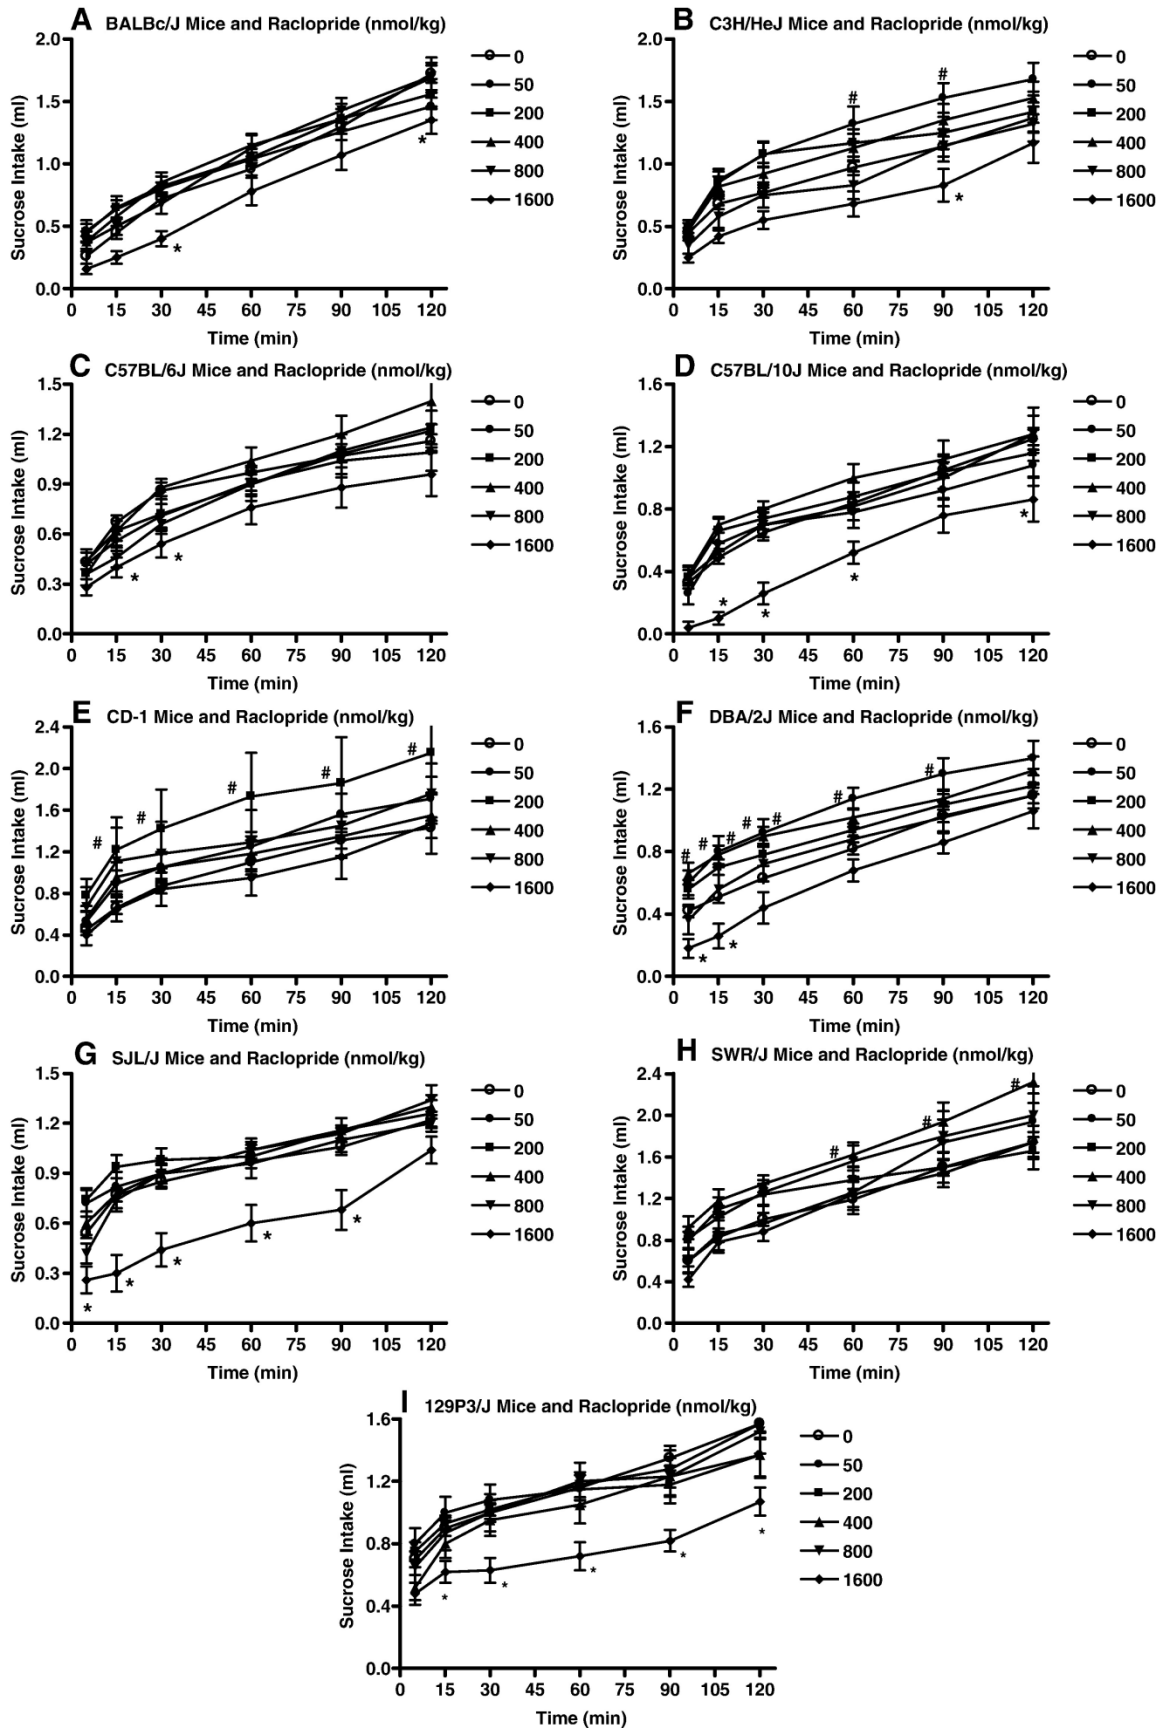 A BALBc/J Mice and Raclopride (nmol/kg)
2.0
1.5
1.0
0.5
0.0
Sucrose Intake (ml)
* *
0 15 30 45 60 75 90 105 120
Time (min)
0
50
200
400
800
1600
B C3H/HeJ Mice and Raclopride (nmol/kg)
2.0
1.5
1.0
0.5
0.0
Sucrose Intake (ml)
# #
*
0 15 30 45 60 75 90 105 120
Time (min)
0
50
200
400
800
1600
C C57BL/6J Mice and Raclopride (nmol/kg)
1.5
1.2
0.9
0.6
0.3
0.0
Sucrose Intake (ml)
* *
0 15 30 45 60 75 90 105 120
Time (min)
0
50
200
400
800
1600
D C57BL/10J Mice and Raclopride (nmol/kg)
1.6
1.2
0.8
0.4
0.0
Sucrose Intake (ml)
* * * *
0 15 30 45 60 75 90 105 120
Time (min)
0
50
200
400
800
1600
E CD-1 Mice and Raclopride (nmol/kg)
2.4
2.0
1.6
1.2
0.8
0.4
0.0
Sucrose Intake (ml)
# # # # #
0 15 30 45 60 75 90 105 120
Time (min)
0
50
200
400
800
1600
F DBA/2J Mice and Raclopride (nmol/kg)
1.6
1.2
0.8
0.4
0.0
Sucrose Intake (ml)
# # # # # # #
* *
0 15 30 45 60 75 90 105 120
Time (min)
0
50
200
400
800
1600
G SJL/J Mice and Raclopride (nmol/kg)
1.5
1.2
0.9
0.6
0.3
0.0
Sucrose Intake (ml)
* * * * *
0 15 30 45 60 75 90 105 120
Time (min)
0
50
200
400
800
1600
H SWR/J Mice and Raclopride (nmol/kg)
2.4
2.0
1.6
1.2
0.8
0.4
0.0
Sucrose Intake (ml)
# # #
0 15 30 45 60 75 90 105 120
Time (min)
0
50
200
400
800
1600
I 129P3/J Mice and Raclopride (nmol/kg)
1.6
1.2
0.8
0.4
0.0
Sucrose Intake (ml)
* * * * *
0 15 30 45 60 75 90 105 120
Time (min)
0
50
200
400
800
1600